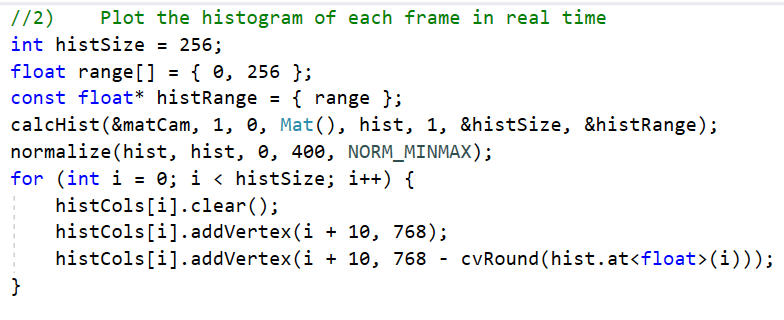 //2)    Plot the histogram of each frame in real time
int histSize = 256;
float range[] = { 0, 256 };
const float* histRange = { range };
calcHist(&matCam, 1, 0, Mat(), hist, 1, &histSize, &histRange);
normalize(hist, hist, 0, 400, NORM_MINMAX);
for (int i = 0; i < histSize; i++) {
    histCols[i].clear();
    histCols[i].addVertex(i + 10, 768);
    histCols[i].addVertex(i + 10, 768 - cvRound(hist.at<float>(i)));
}